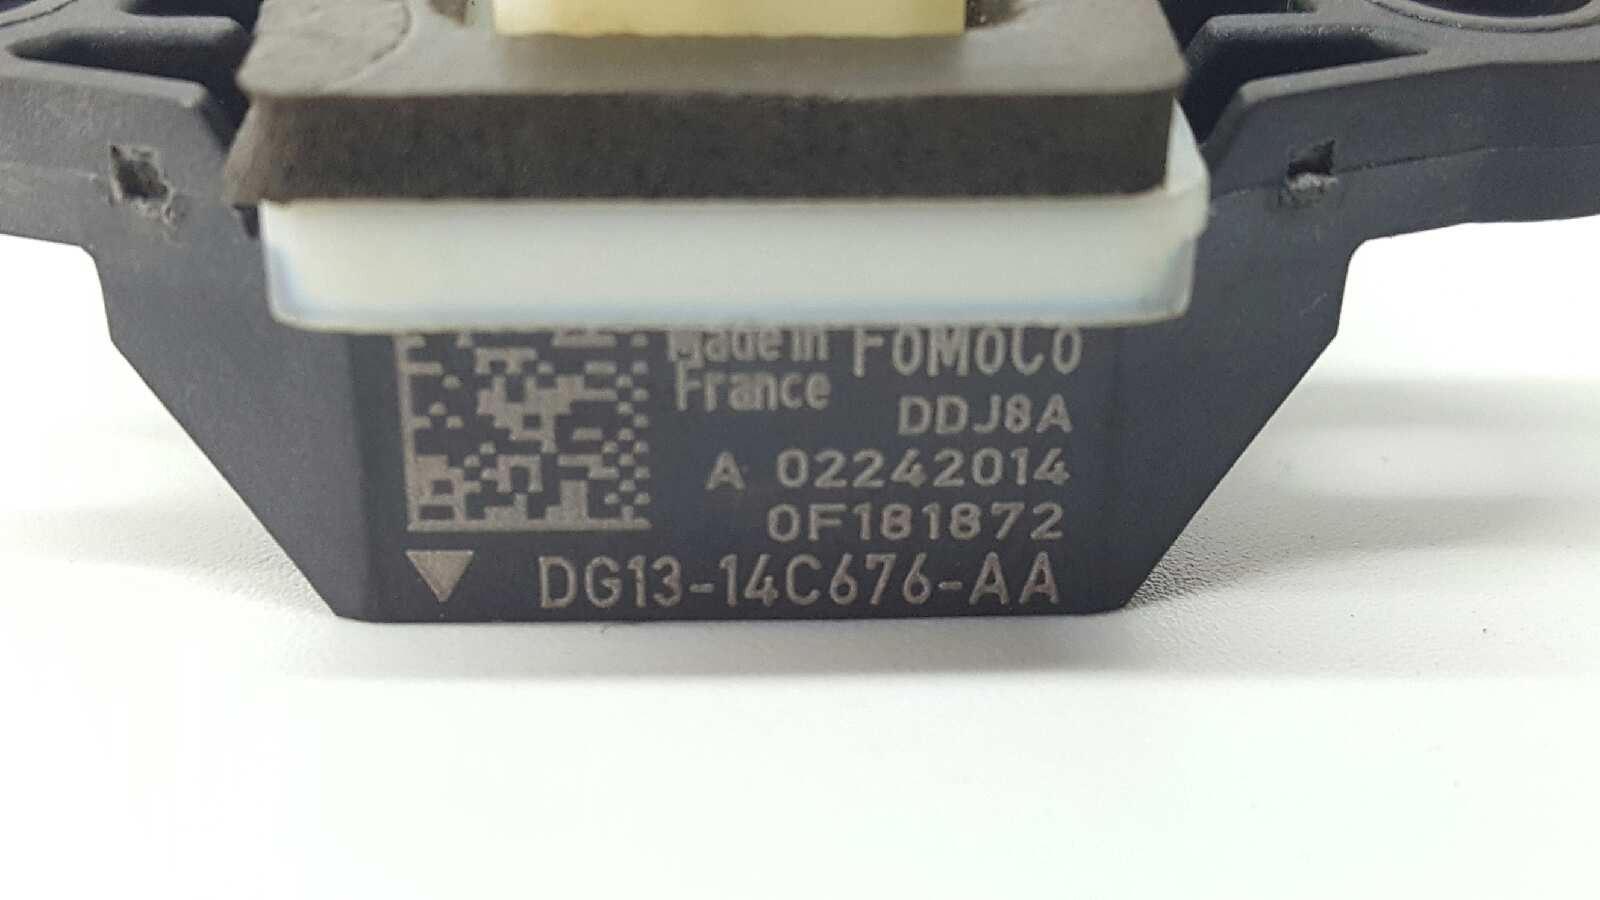 Made in FoMoCo
France
DDJ8A
A 02242014
0F181872
DG13-14C676-AA